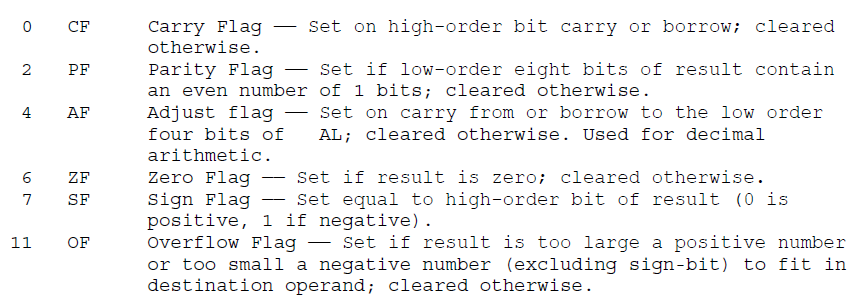 0 CF Carry Flag —— Set on high-order bit carry or borrow; cleared
otherwise.
2 PF Parity Flag —— Set if low-order eight bits of result contain
an even number of 1 bits; cleared otherwise.
4 AF Adjust flag —— Set on carry from or borrow to the low order
four bits of AL; cleared otherwise. Used for decimal
arithmetic.
6 ZF Zero Flag —— Set if result is zero; cleared otherwise.
7 SF Sign Flag —— Set equal to high-order bit of result (0 is
positive, 1 if negative).
11 OF Overflow Flag —— Set if result is too large a positive number
or too small a negative number (excluding sign-bit) to fit in
destination operand; cleared otherwise.